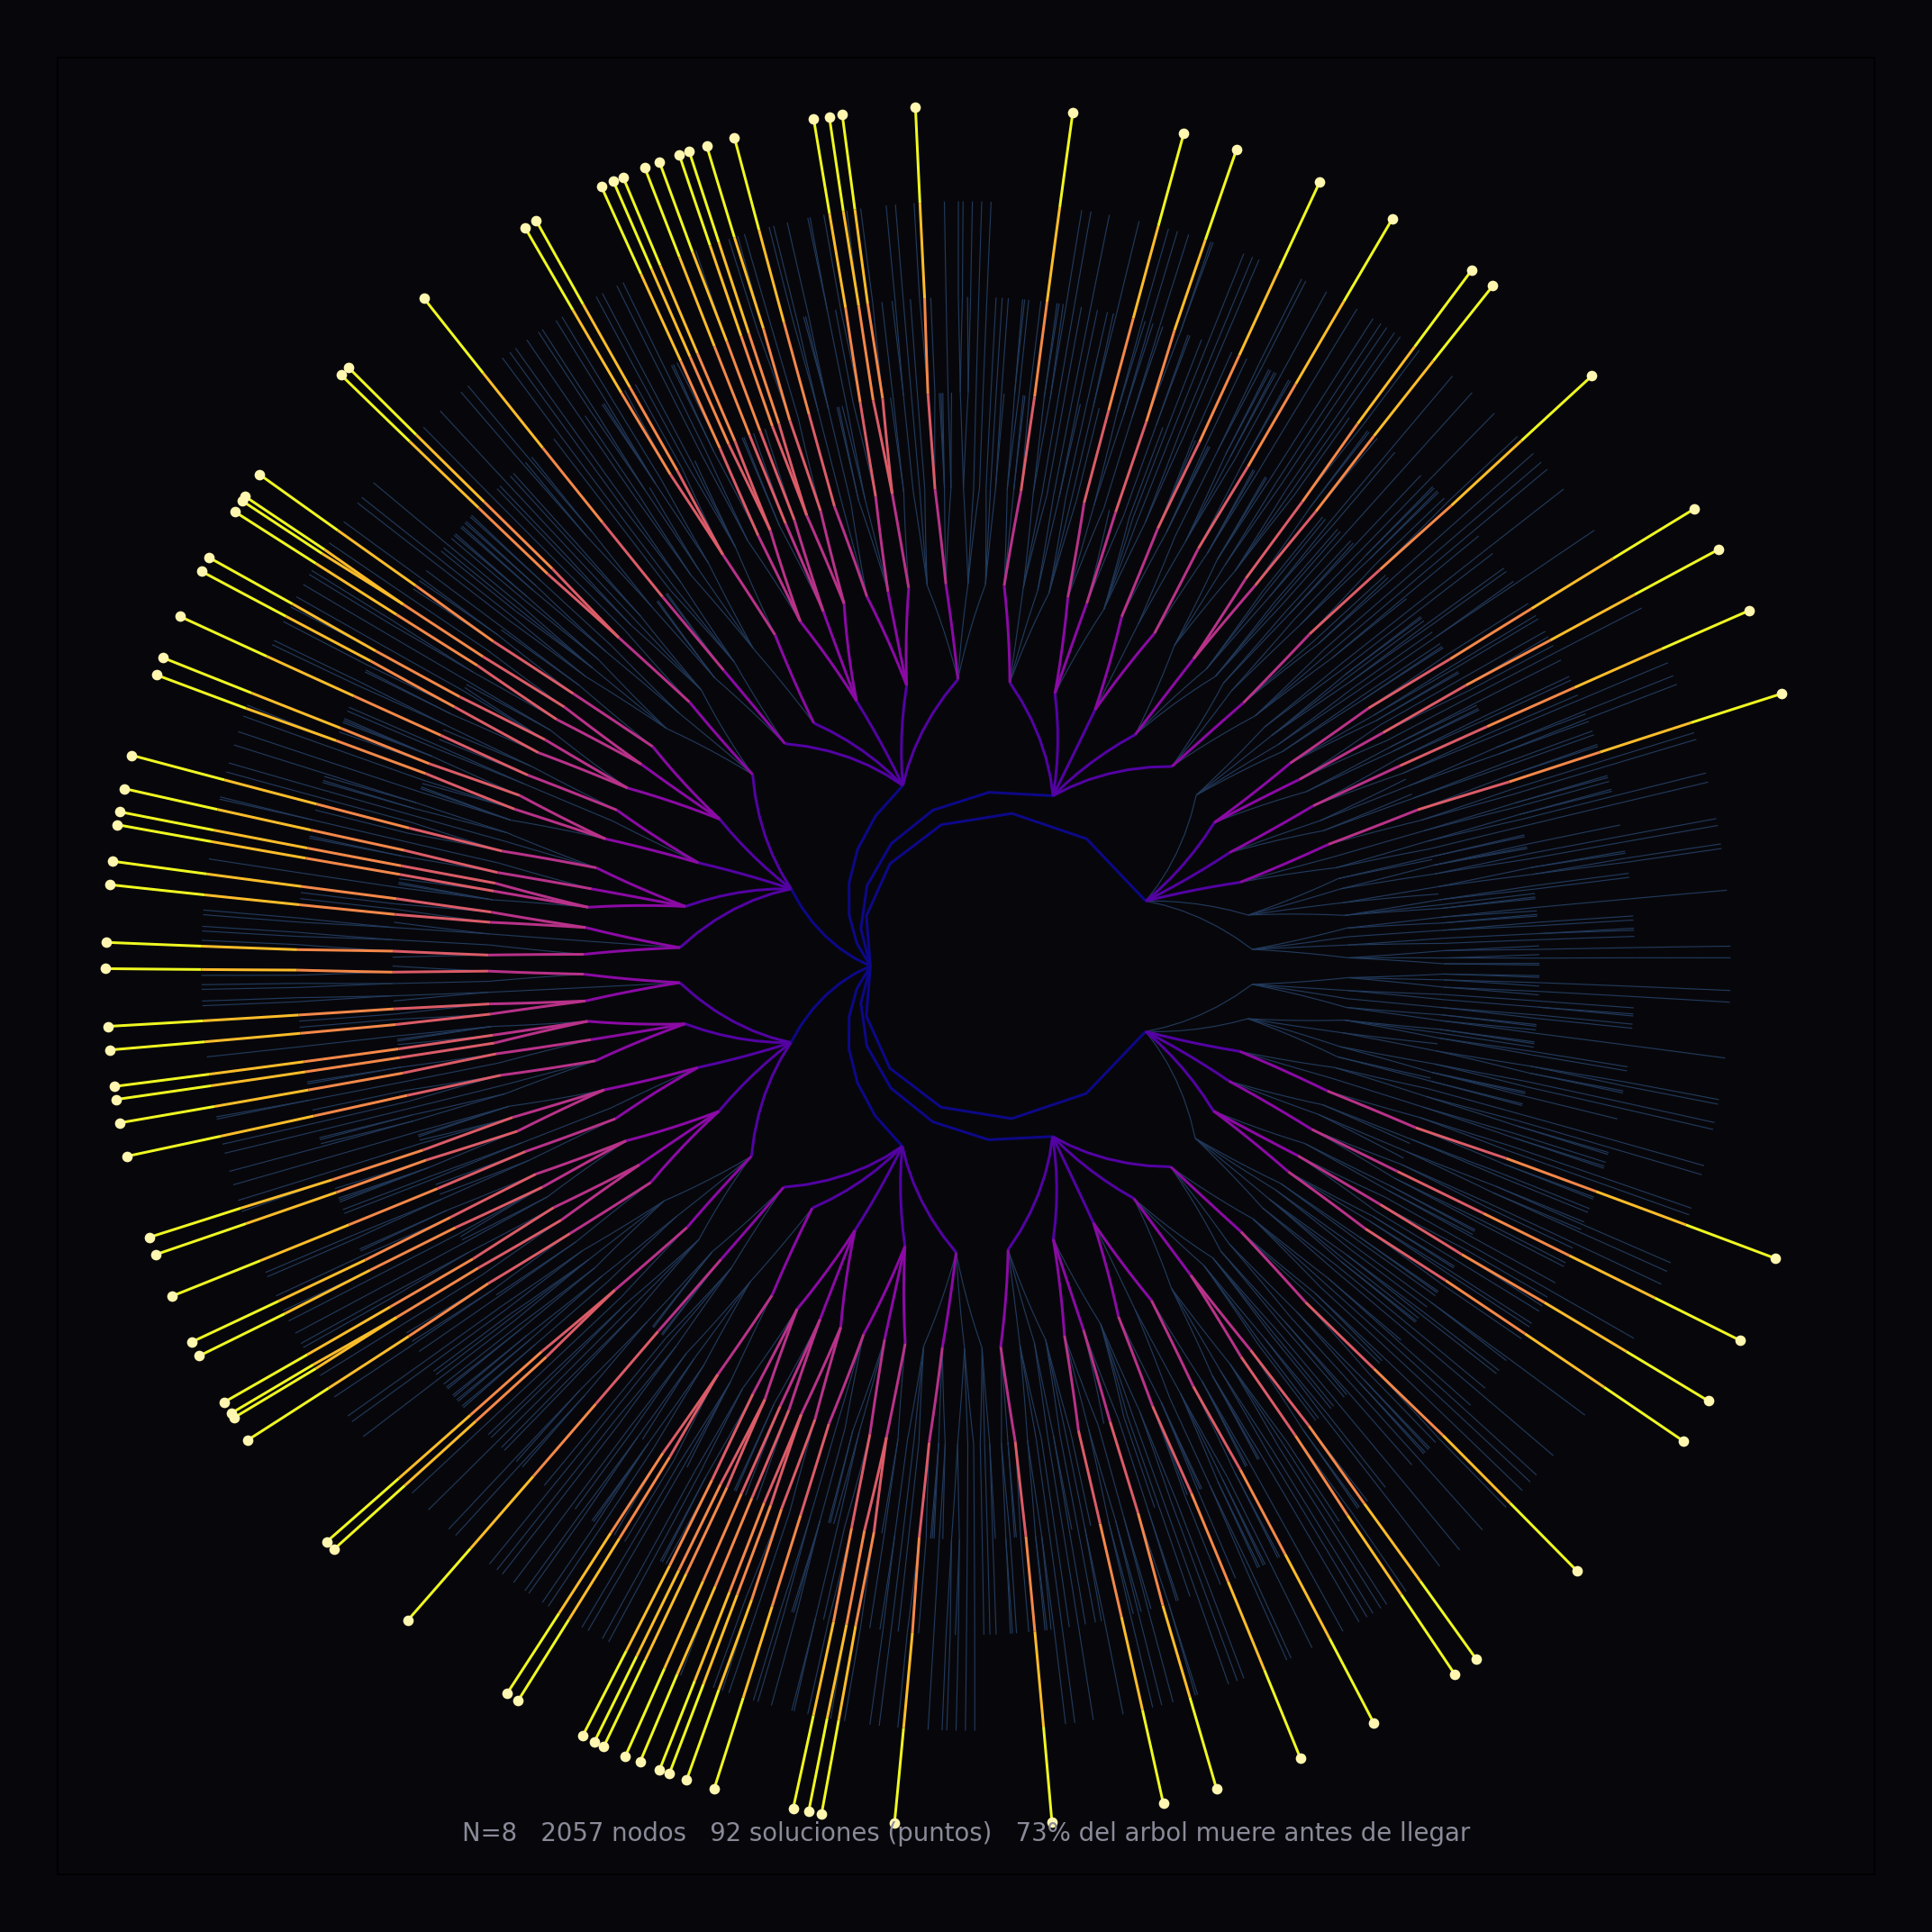 N=8   2057 nodos   92 soluciones (puntos)   73% del arbol muere antes de llegar